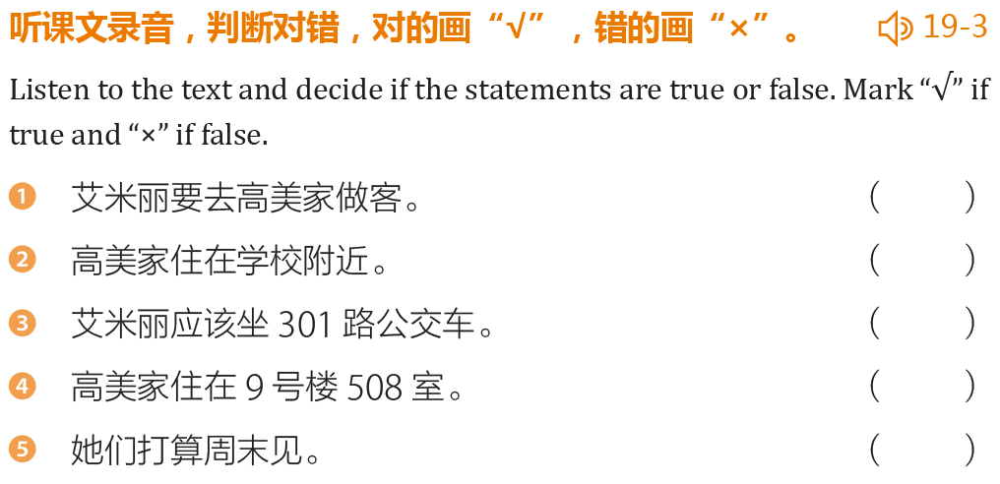 听课文录音，判断对错，对的画“√”，错的画“×”。 19-3
Listen to the text and decide if the statements are true or false. Mark “√” if
true and “×” if false.
1 艾米丽要去高美家做客。 ( )
2 高美家住在学校附近。 ( )
3 艾米丽应该坐 301 路公交车。 ( )
4 高美家住在 9 号楼 508 室。 ( )
5 她们打算周末见。 ( )